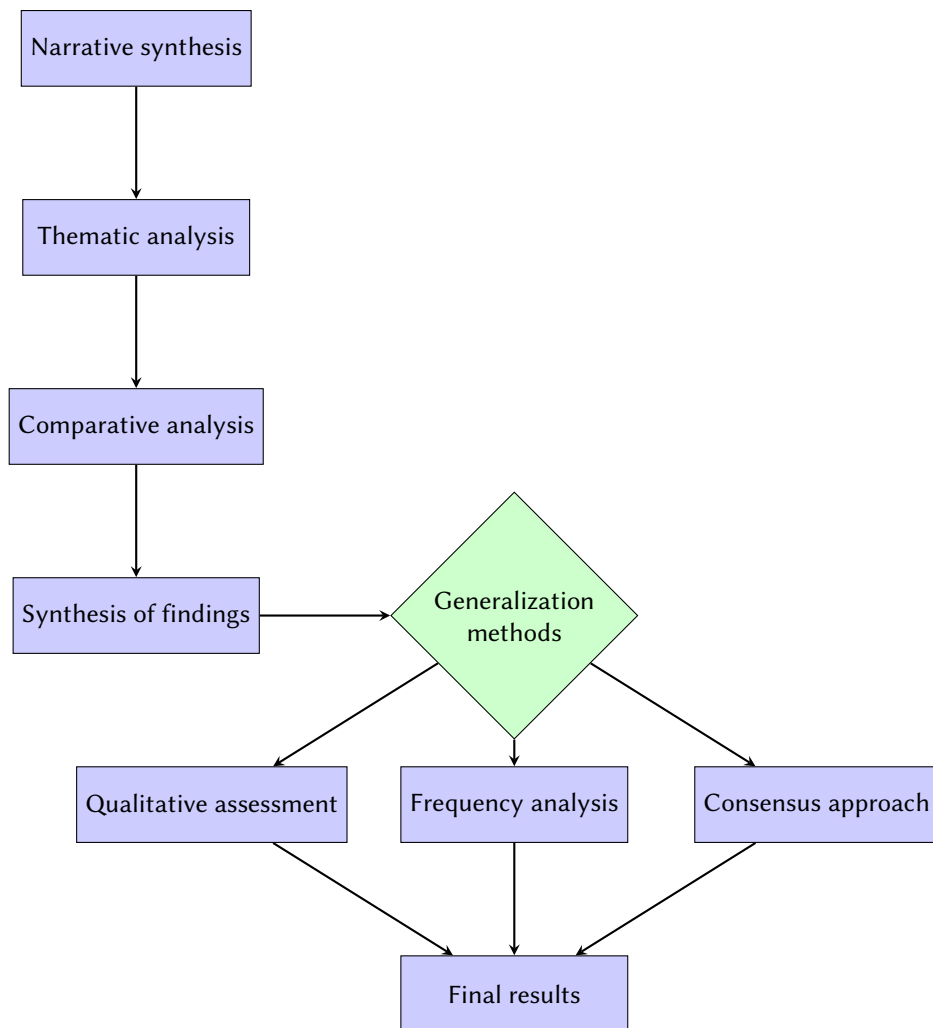 Narrative synthesis
Thematic analysis
Comparative analysis
Synthesis of findings
Generalization
methods
Qualitative assessment
Frequency analysis
Consensus approach
Final results